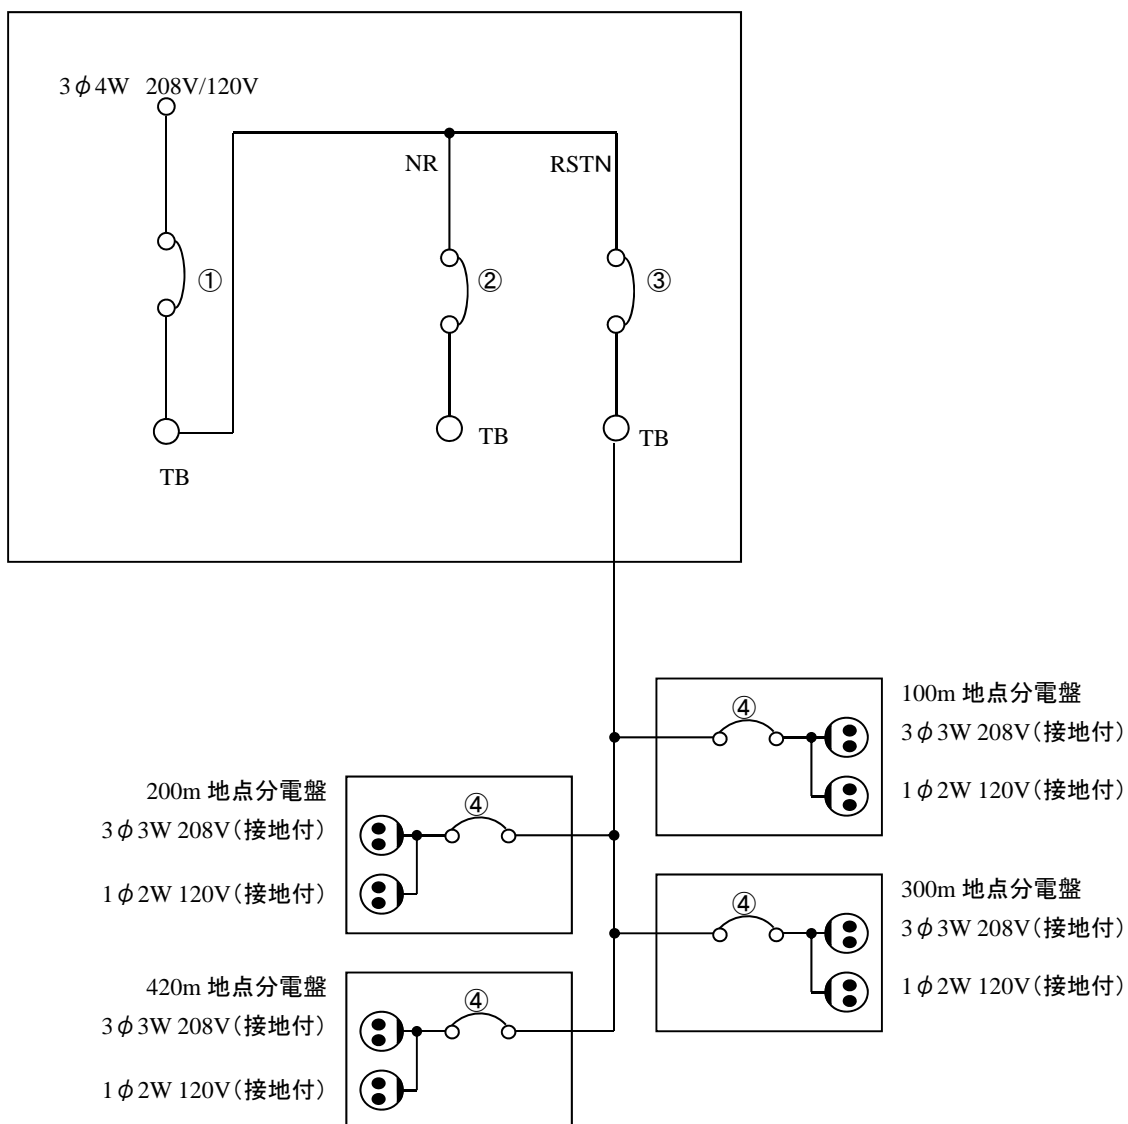 3φ4W 208V/120V
NR
RSTN
①
②
③
TB
TB
TB
100m 地点分電盤
④
3φ3W 208V(接地付)
1φ2W 120V(接地付)
200m 地点分電盤
④
3φ3W 208V(接地付)
1φ2W 120V(接地付)
300m 地点分電盤
④
3φ3W 208V(接地付)
1φ2W 120V(接地付)
420m 地点分電盤
④
3φ3W 208V(接地付)
1φ2W 120V(接地付)